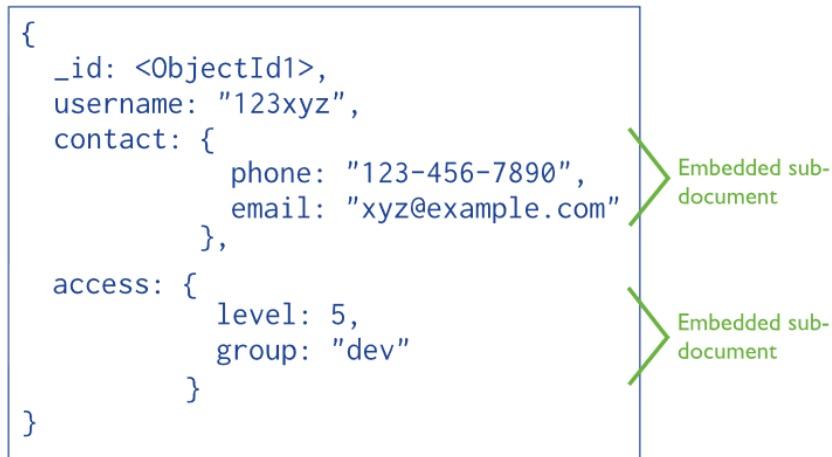 {
_id: <ObjectId1>,
username: "123xyz",
contact: {
phone: "123-456-7890",
email: "xyz@example.com"
},
access: {
level: 5,
group: "dev"
}
}
Embedded sub-
document
Embedded sub-
document